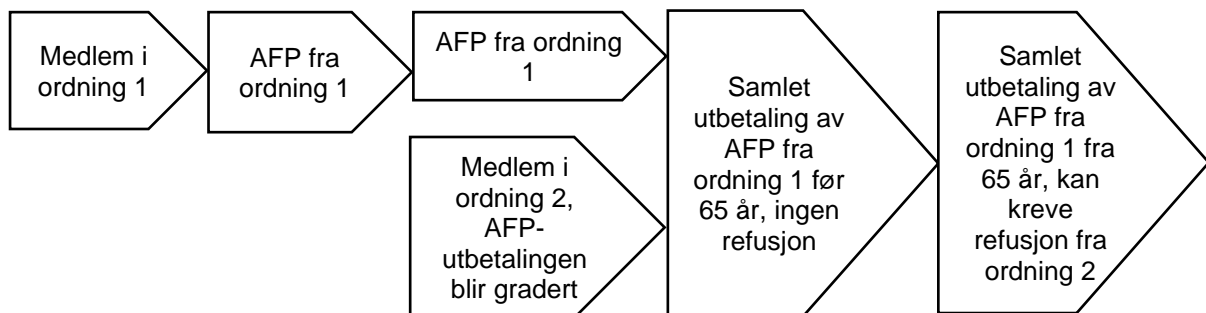 Medlem i
ordning 1
AFP fra
ordning 1
AFP fra ordning
1
Medlem i
ordning 2,
AFP-
utbetalingen
blir gradert
Samlet
utbetaling av
AFP fra
ordning 1 før
65 år, ingen
refusjon
Samlet
utbetaling av
AFP fra
ordning 1 fra
65 år, kan
kreve
refusjon fra
ordning 2